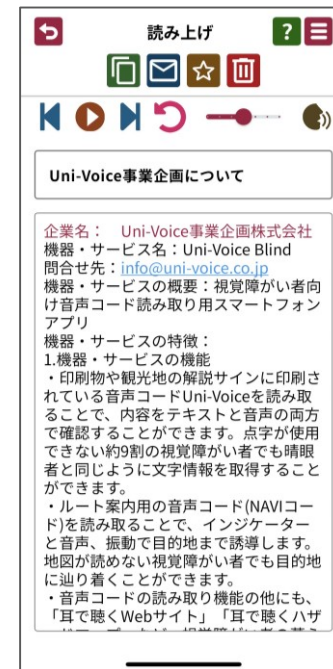 読み上げ
?
Uni-Voice事業企画について
企業名：　Uni-Voice事業企画株式会社
機器・サービス名：Uni-Voice Blind
問合せ先：info@uni-voice.co.jp
機器・サービスの概要：視覚障がい者向
け音声コード読み取り用スマートフォン
アプリ
機器・サービスの特徴：
1.機器・サービスの機能
・印刷物や観光地の解説サインに印刷さ
れている音声コードUni-Voiceを読み取
ることで、内容をテキストと音声の両方
で確認することができます。点字が使用
できない約9割の視覚障がい者でも晴眼
者と同じように文字情報を取得すること
ができます。
・ルート案内用の音声コード(NAVIコー
ド)を読み取ることで、インジケーター
と音声、振動で目的地まで誘導します。
地図が読めない視覚障がい者でも目的地
に辿り着くことができます。
・音声コードの読み取り機能の他にも、
「耳で聴くWebサイト」「耳で聴くハザ